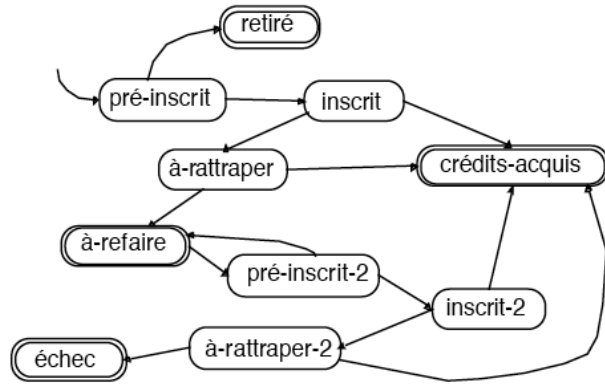 retiré
pré-inscrit
inscrit
à-rattraper
crédits-acquis
à-refaire
pré-inscrit-2
inscrit-2
à-rattraper-2
échec